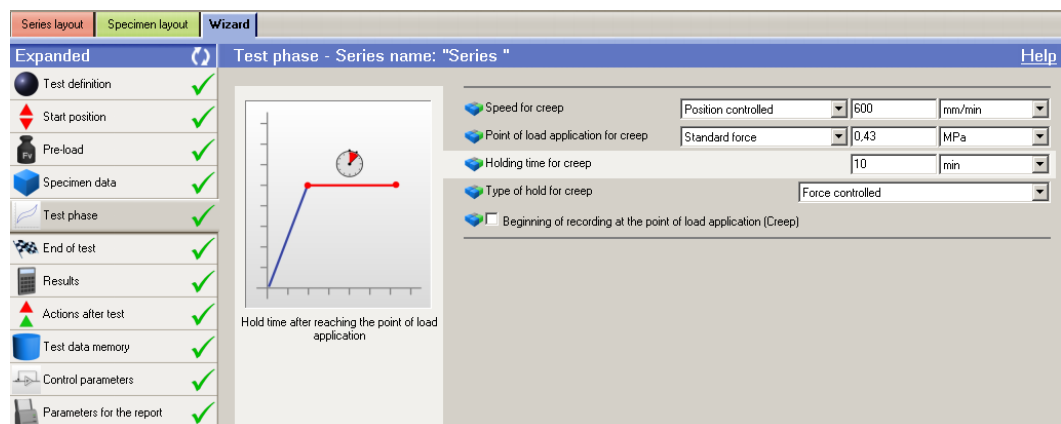 Series layout
Specimen layout
Wizard
Expanded
Test phase - Series name: "Series "
Help
Test definition
Start position
Fv
Pre-load
Specimen data
Test phase
End of test
Results
Actions after test
Test data memory
Control parameters
Parameters for the report
Hold time after reaching the point of load
application
Speed for creep Position controlled 600 mm/min
Point of load application for creep Standard force 0,43 MPa
Holding time for creep 10 min
Type of hold for creep Force controlled
Beginning of recording at the point of load application (Creep)